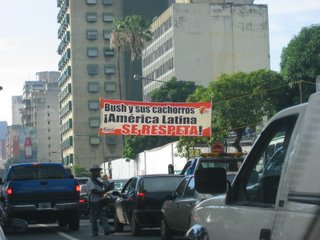 Bush y sus cachorros
¡América Latina
SE RESPETA!